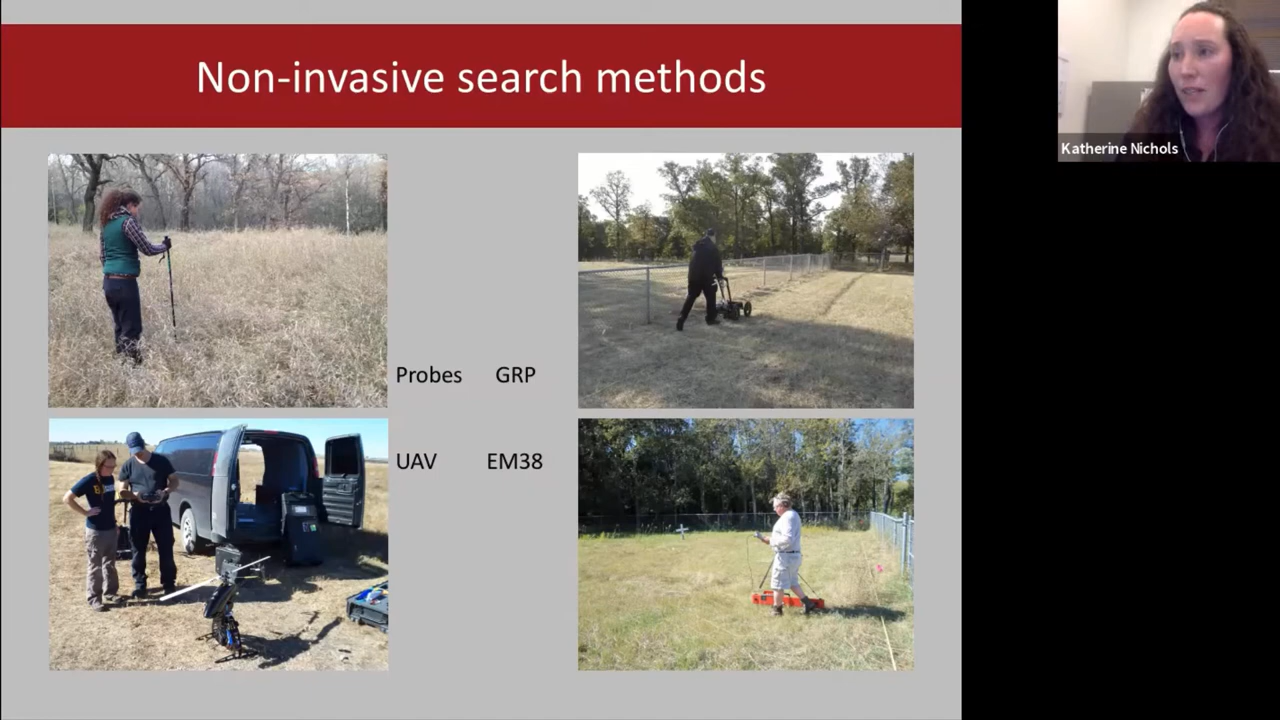 Non-invasive search methods
Katherine Nichols
Probes GRP
UAV EM38